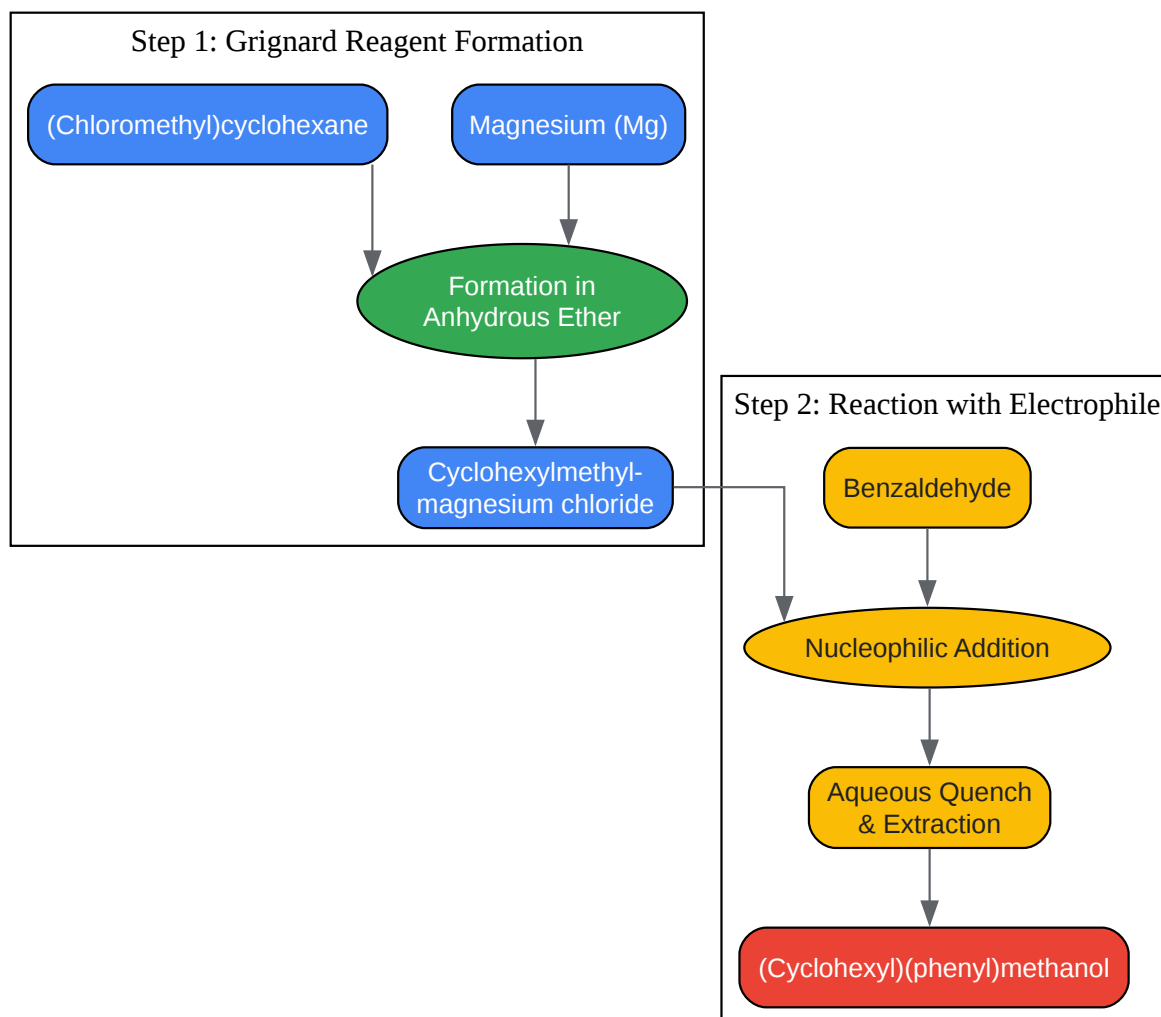 Step 1: Grignard Reagent Formation
(Chloromethyl)cyclohexane
Magnesium (Mg)
Formation in
Anhydrous Ether
Cyclohexylmethyl-
magnesium chloride
Step 2: Reaction with Electrophile
Benzaldehyde
Nucleophilic Addition
Aqueous Quench
& Extraction
(Cyclohexyl)(phenyl)methanol